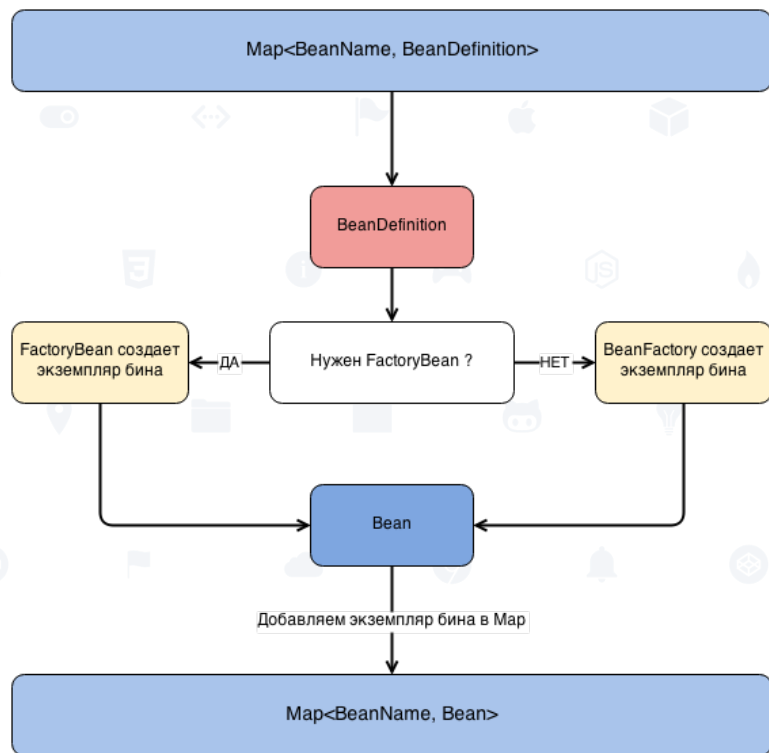 Map<BeanName, BeanDefinition>
BeanDefinition
FactoryBean создает
экземпляр бина
ДА
Нужен FactoryBean ?
НЕТ
BeanFactory создает
экземпляр бина
Bean
Добавляем экземпляр бина в Map
Map<BeanName, Bean>